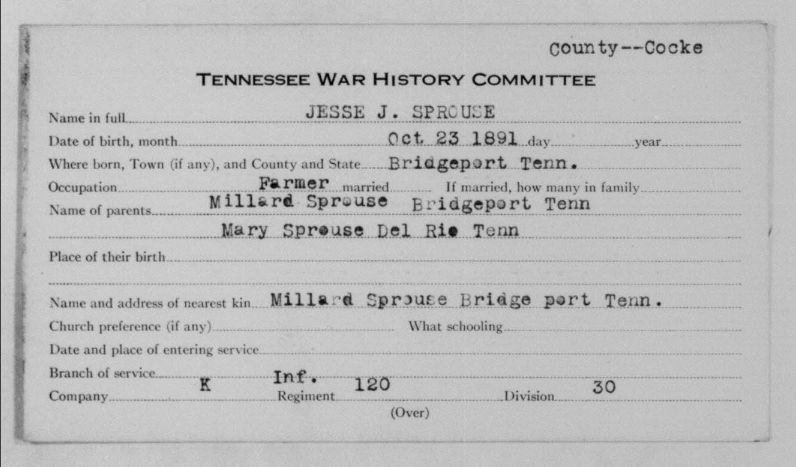 County--Cocke
TENNESSEE WAR HISTORY COMMITTEE
Name in full JESSE J. SPROUSE
Date of birth, month Oct 23 1891 day year
Where born, Town (if any), and County and State Bridgeport Tenn.
Occupation Farmer married If married, how many in family
Name of parents Millard Sprouse Bridgeport Tenn
Mary Sprouse Del Rio Tenn
Place of their birth
Name and address of nearest kin Millard Sprouse Bridge port Tenn.
Church preference (if any) What schooling
Date and place of entering service
Branch of service Inf.
Company K Regiment 120 Division 30
(Over)